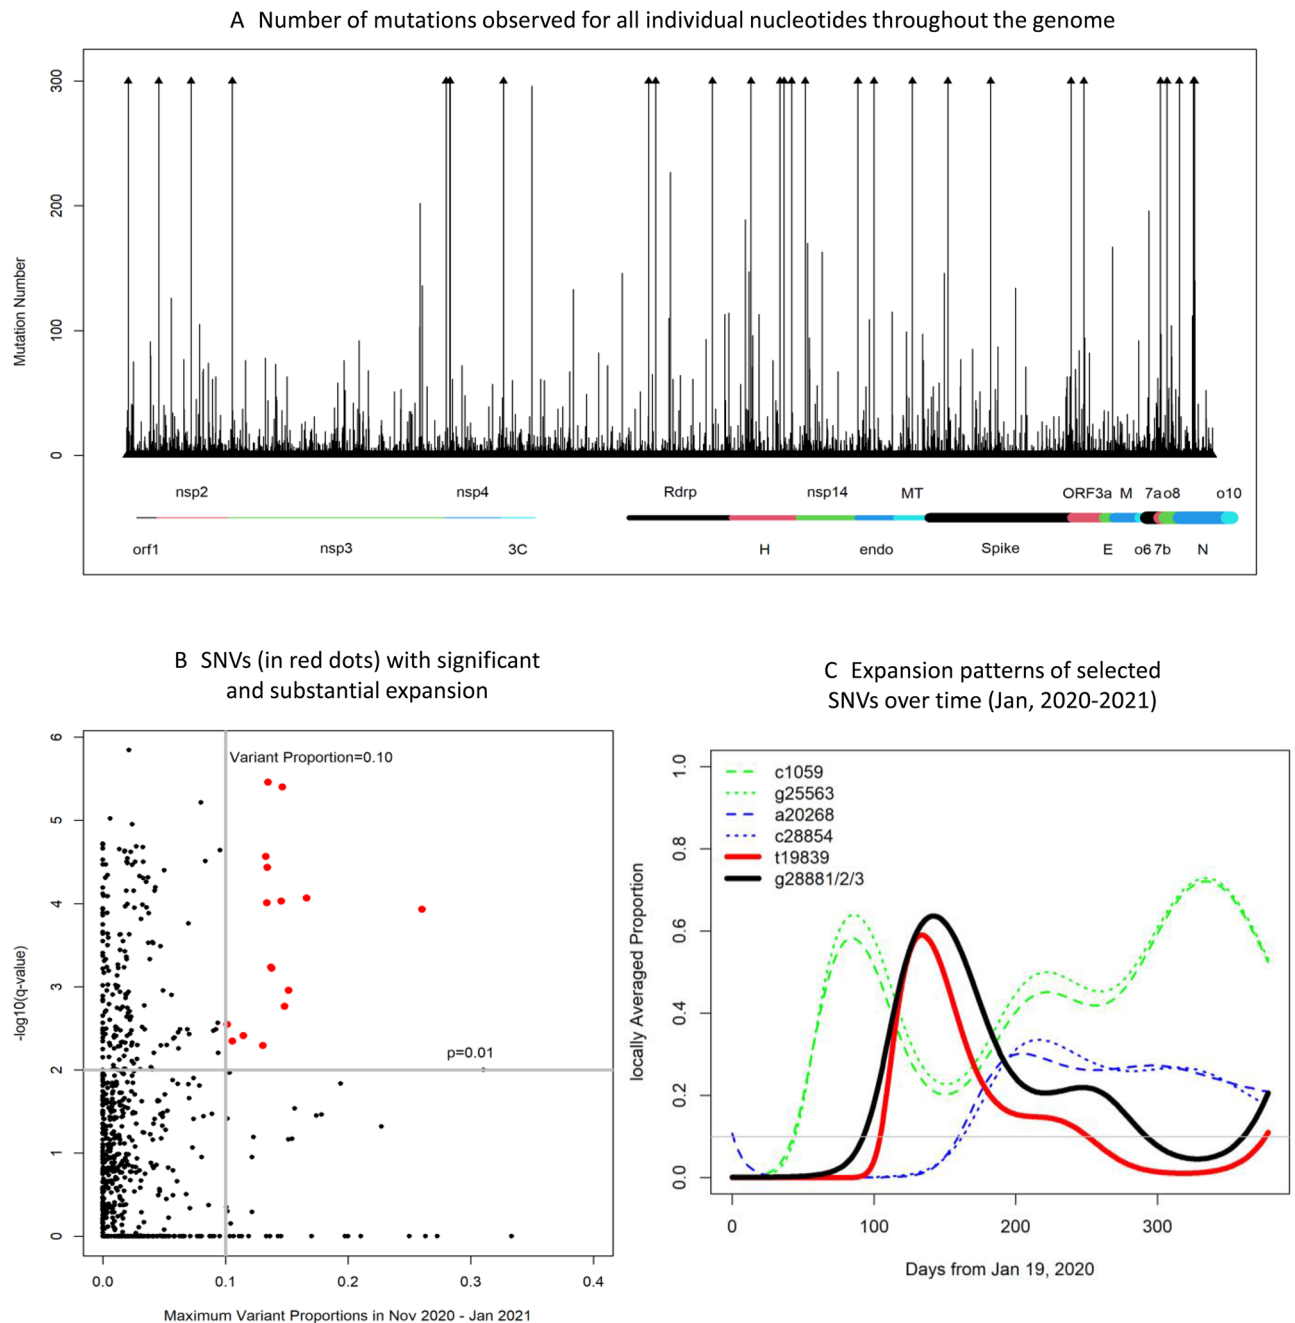 A Number of mutations observed for all individual nucleotides throughout the genome
300
200
100
0
Mutation Number
nsp2 nsp4 Rdrp nsp14 MT ORF3a M 7a o8 o10
orf1 nsp3 3C H endo Spike E o6 7b N
B SNVs (in red dots) with significant
and substantial expansion
6
5
4
3
2
1
0
-log10(q-value)
Variant Proportion=0.10
p=0.01
0.0 0.1 0.2 0.3 0.4
Maximum Variant Proportions in Nov 2020 - Jan 2021
C Expansion patterns of selected
SNVs over time (Jan, 2020-2021)
1.0
0.8
0.6
0.4
0.2
0.0
locally Averaged Proportion
c1059
g25563
a20268
c28854
t19839
g28881/2/3
0 100 200 300
Days from Jan 19, 2020